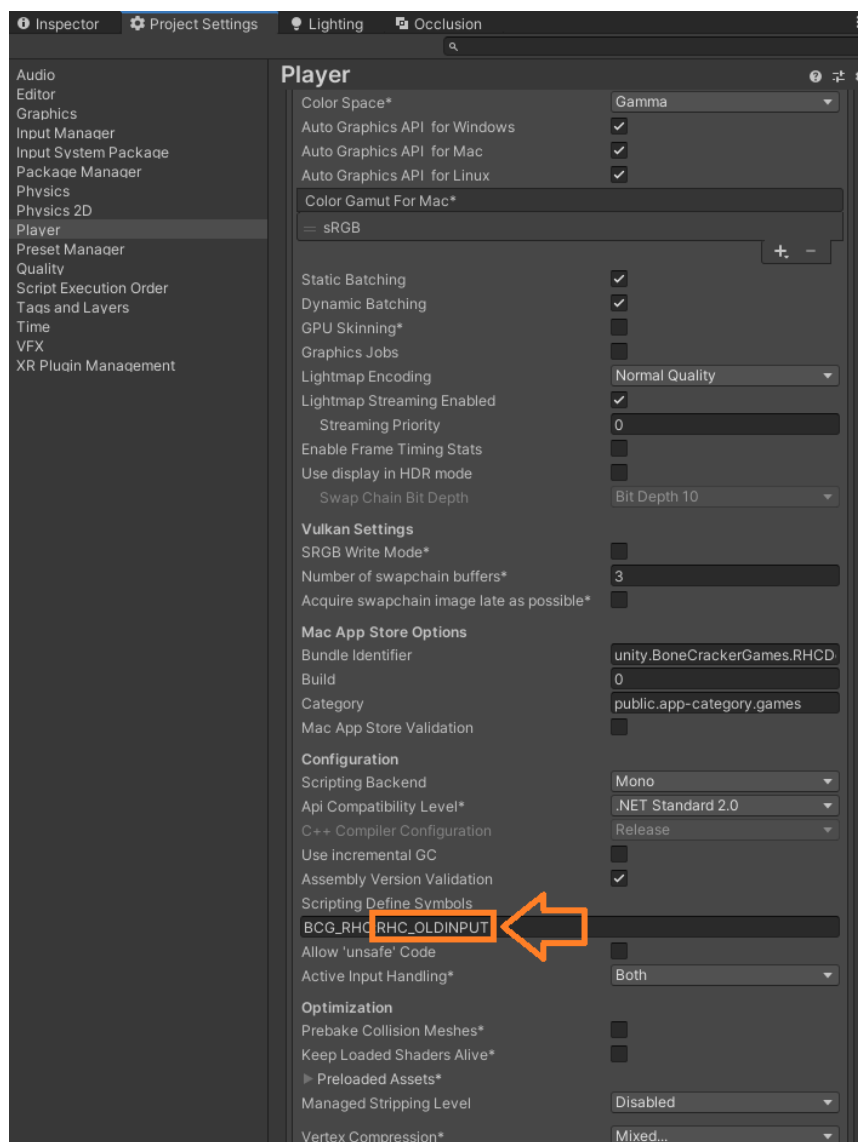 Inspector Project Settings Lighting Occlusion
Audio
Editor
Graphics
Input Manager
Input System Package
Package Manager
Physics
Physics 2D
Player
Preset Manager
Quality
Script Execution Order
Tags and Layers
Time
VFX
XR Plugin Management
Player
Color Space* Gamma
Auto Graphics API for Windows
Auto Graphics API for Mac
Auto Graphics API for Linux
Color Gamut For Mac*
sRGB
Static Batching
Dynamic Batching
GPU Skinning*
Graphics Jobs
Lightmap Encoding Normal Quality
Lightmap Streaming Enabled
Streaming Priority 0
Enable Frame Timing Stats
Use display in HDR mode
Swap Chain Bit Depth Bit Depth 10
Vulkan Settings
SRGB Write Mode*
Number of swapchain buffers* 3
Acquire swapchain image late as possible*
Mac App Store Options
Bundle Identifier unity.BoneCrackerGames.RHCD
Build 0
Category public.app-category.games
Mac App Store Validation
Configuration
Scripting Backend Mono
Api Compatibility Level* .NET Standard 2.0
C++ Compiler Configuration Release
Use incremental GC
Assembly Version Validation
Scripting Define Symbols
BCG_RHC RHC_OLDINPUT
Allow 'unsafe' Code
Active Input Handling* Both
Optimization
Prebake Collision Meshes*
Keep Loaded Shaders Alive*
Preloaded Assets*
Managed Stripping Level Disabled
Vertex Compression* Mixed...